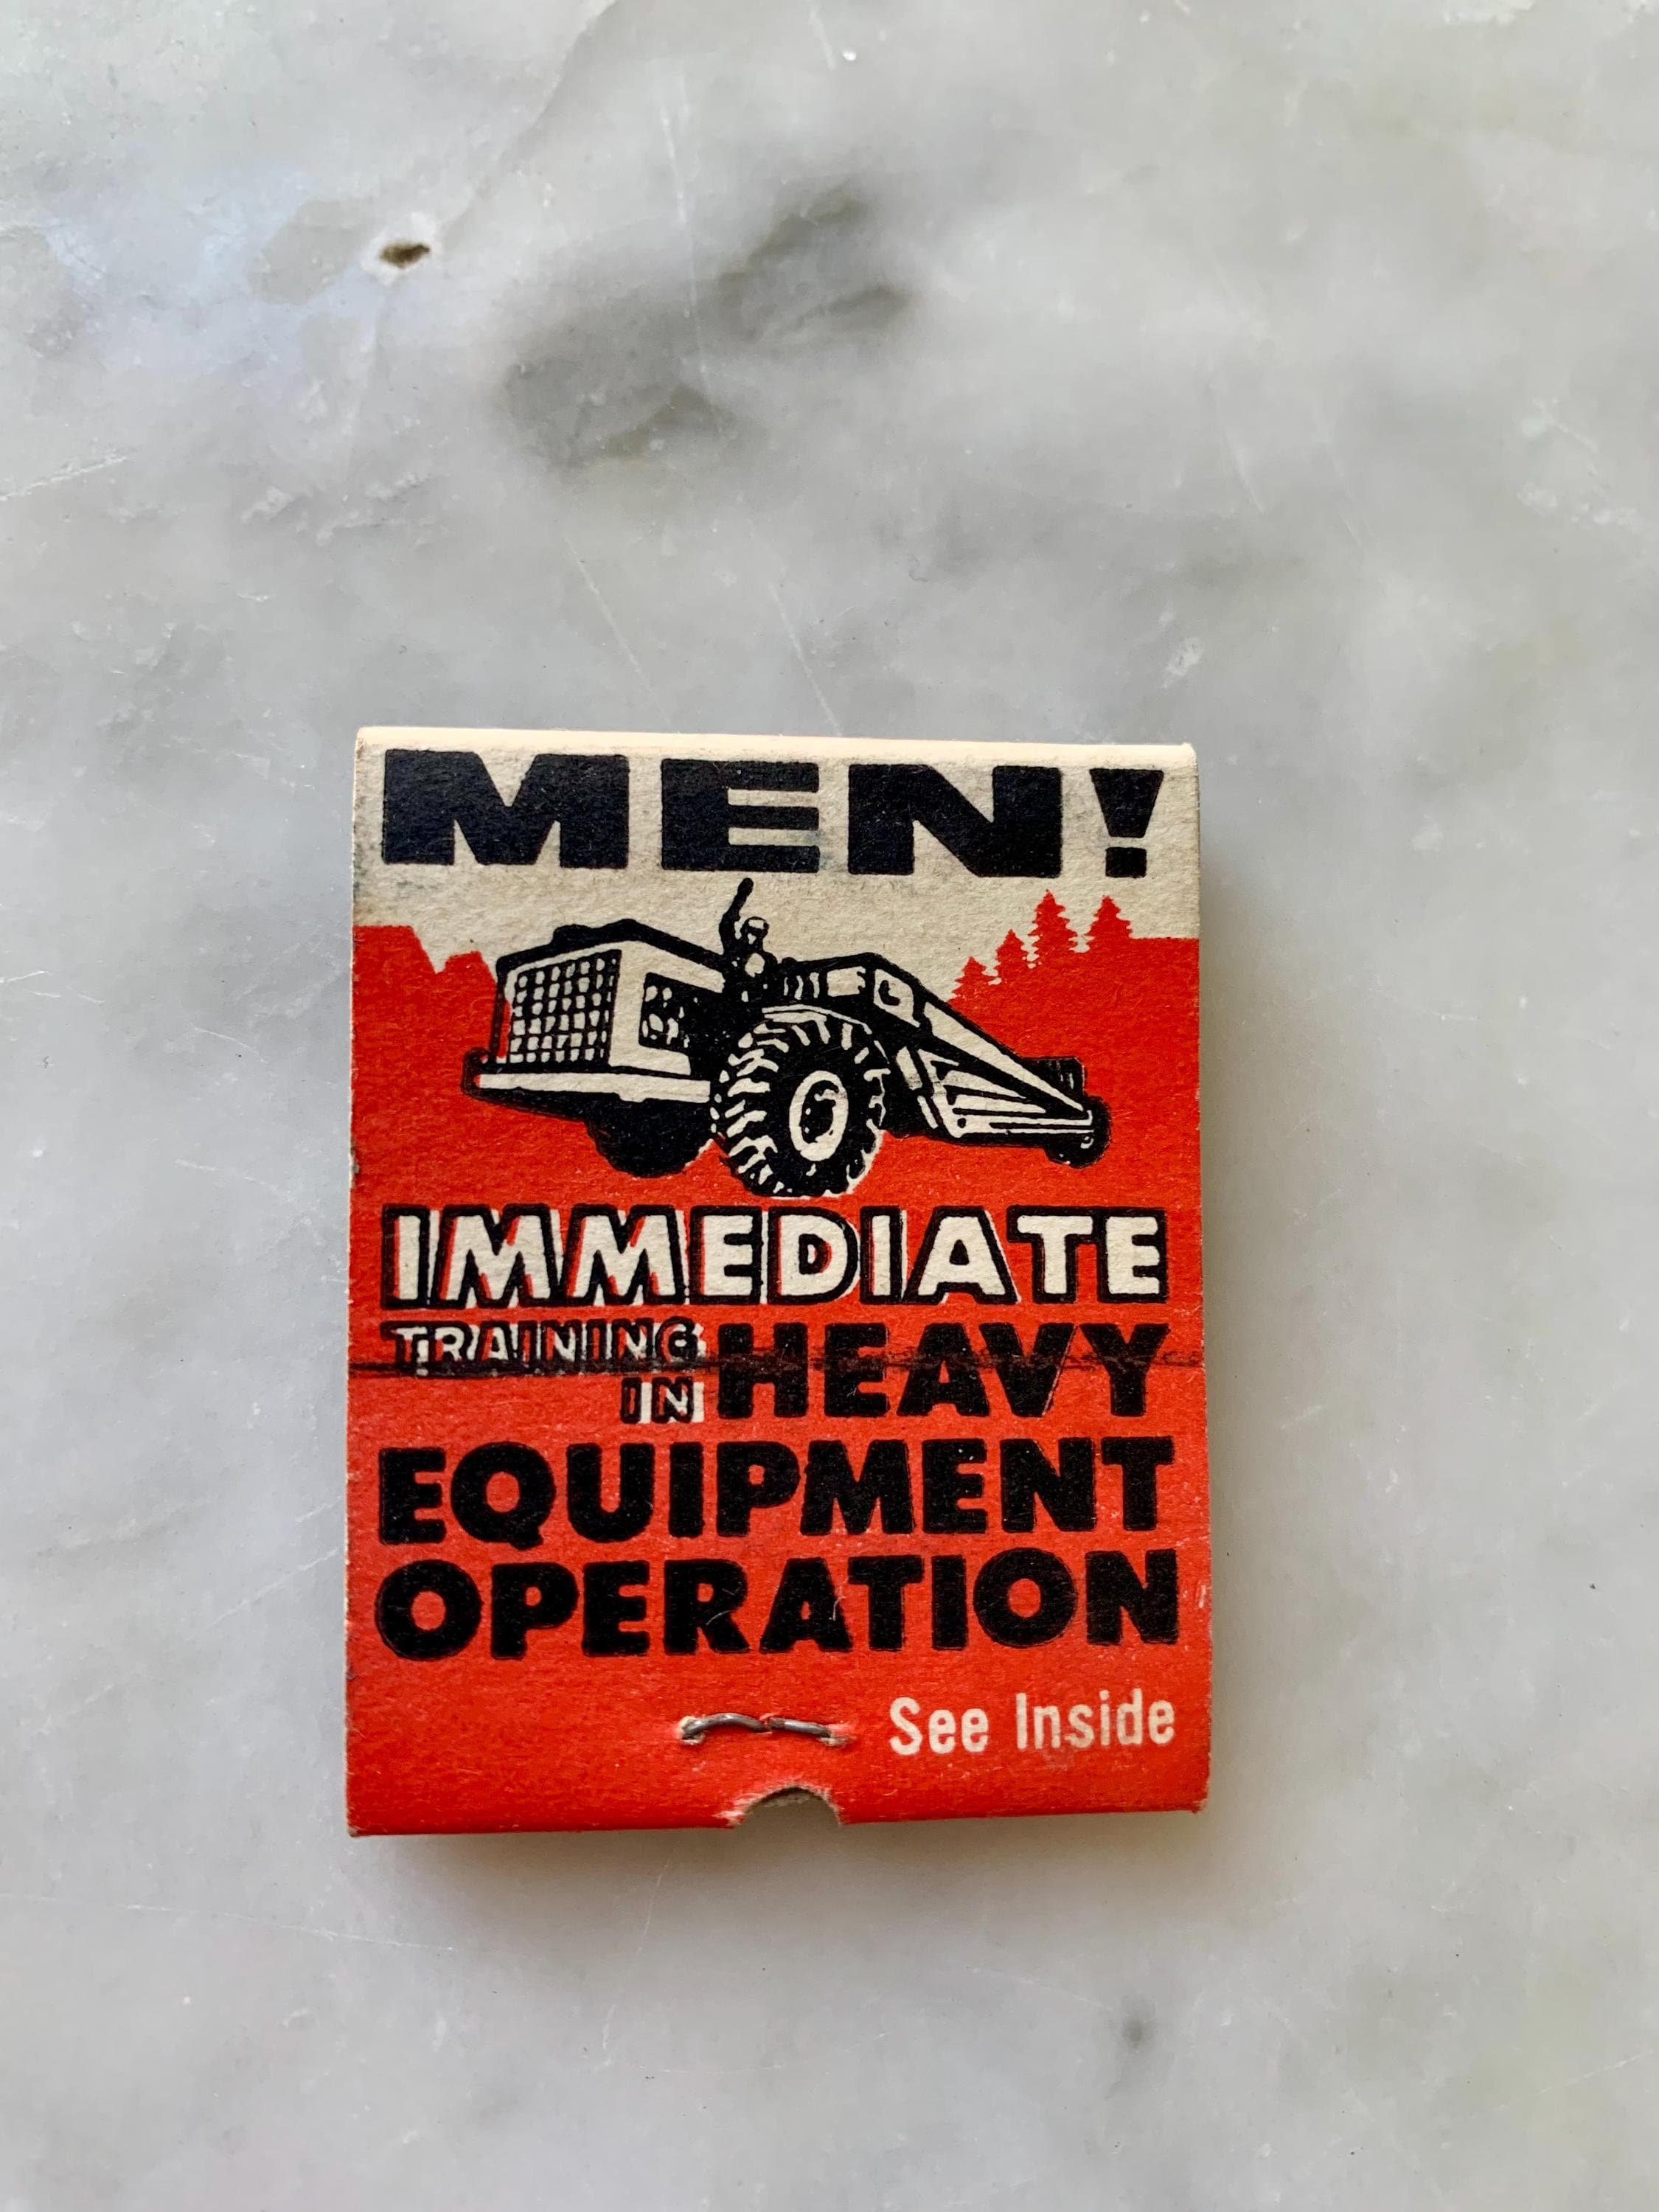 MEN!
IMMEDIATE
TRAINING
IN HEAVY
EQUIPMENT
OPERATION
See Inside